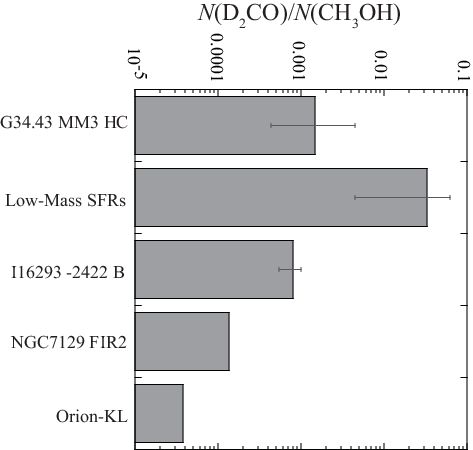 N(D2CO)/N(CH3OH)
10-5
0.0001
0.001
0.01
0.1
G34.43 MM3 HC
Low-Mass SFRs
I16293 -2422 B
NGC7129 FIR2
Orion-KL